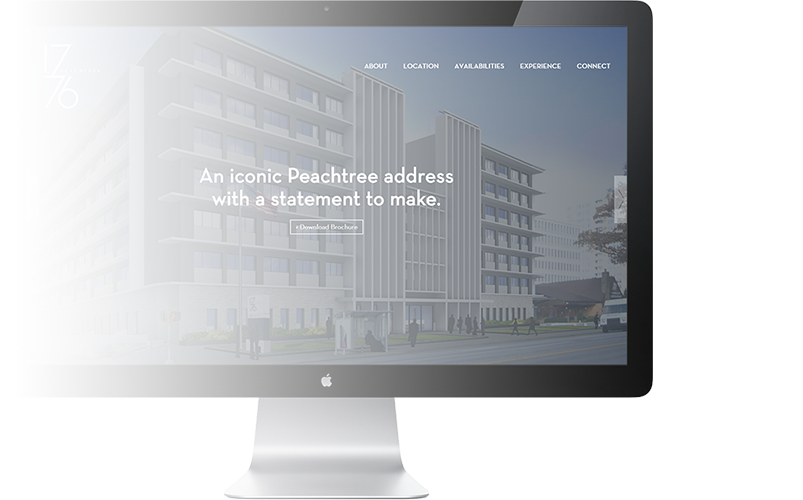 17
76
ABOUT LOCATION AVAILABILITIES EXPERIENCE CONNECT
An iconic Peachtree address
with a statement to make.
Download Brochure